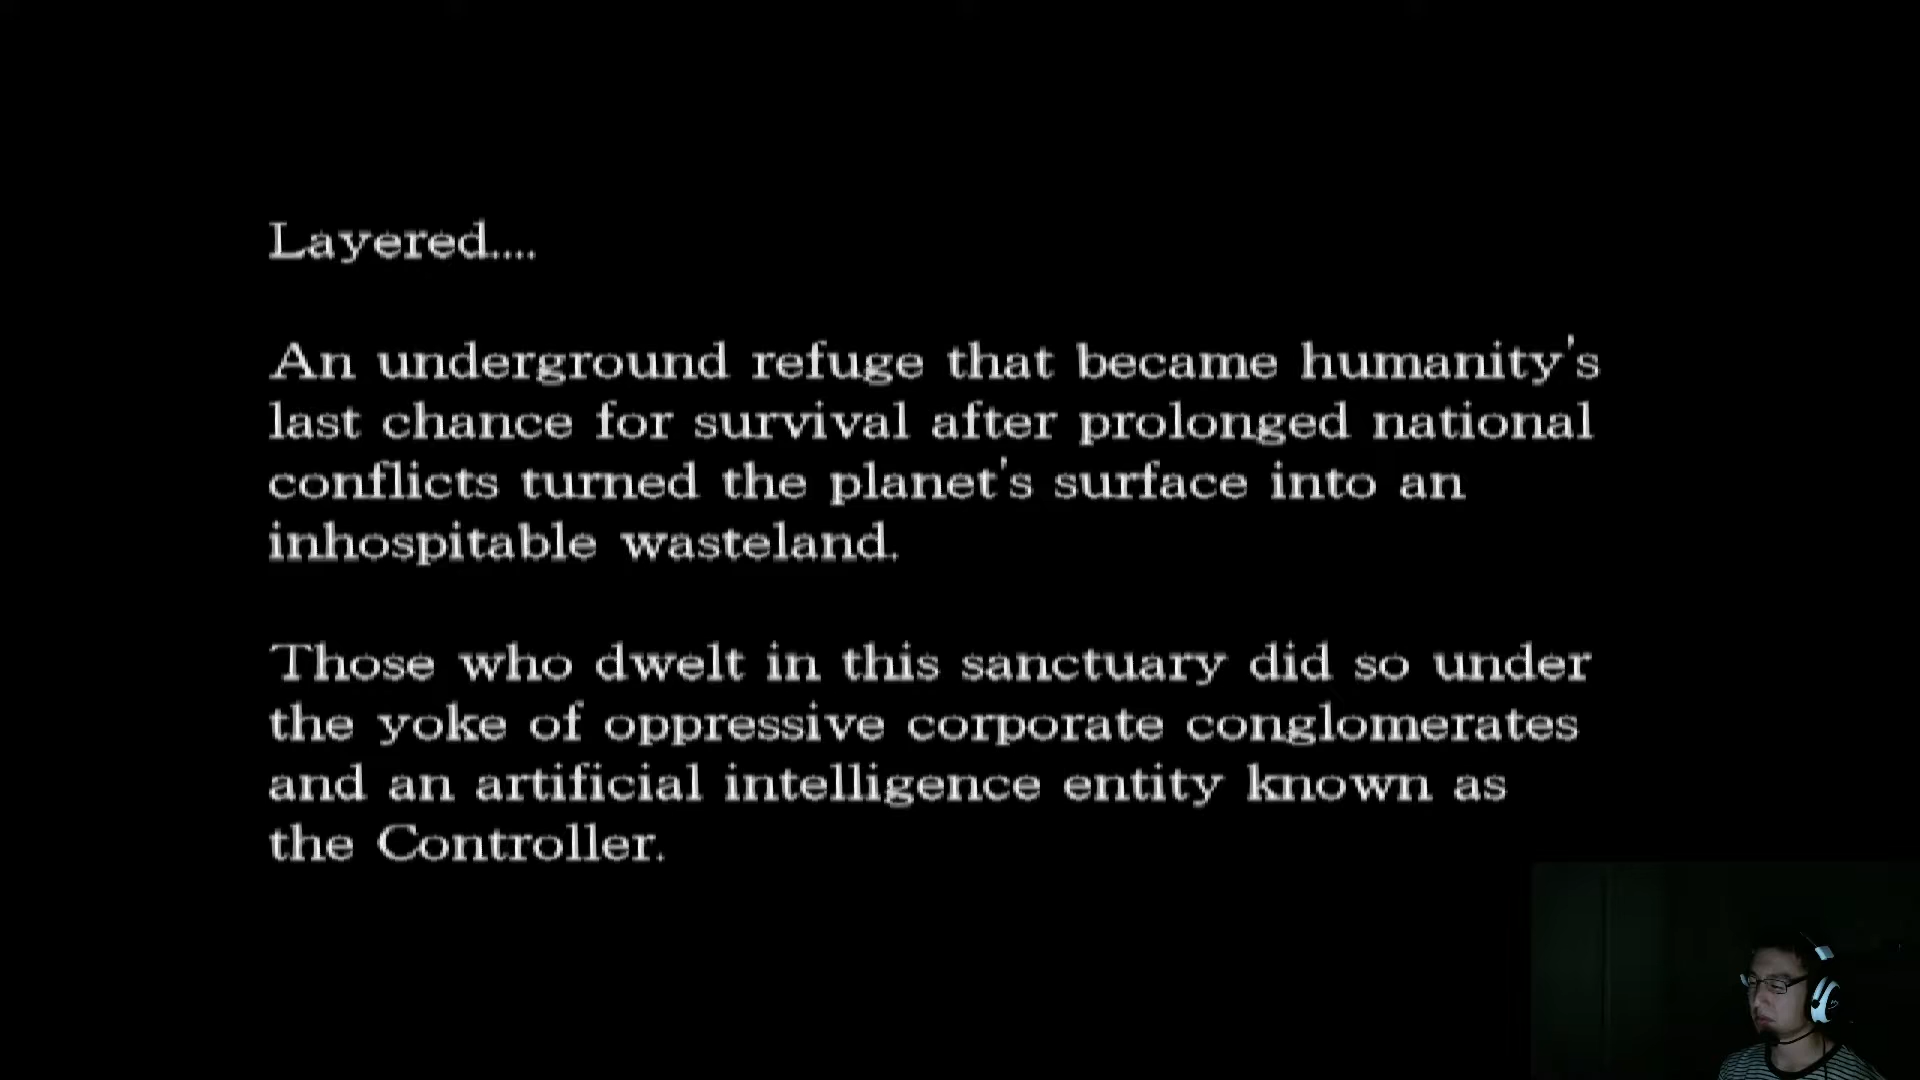 Layered....
An underground refuge that became humanity's
last chance for survival after prolonged national
conflicts turned the planet's surface into an
inhospitable wasteland.
Those who dwelt in this sanctuary did so under
the yoke of oppressive corporate conglomerates
and an artificial intelligence entity known as
the Controller.